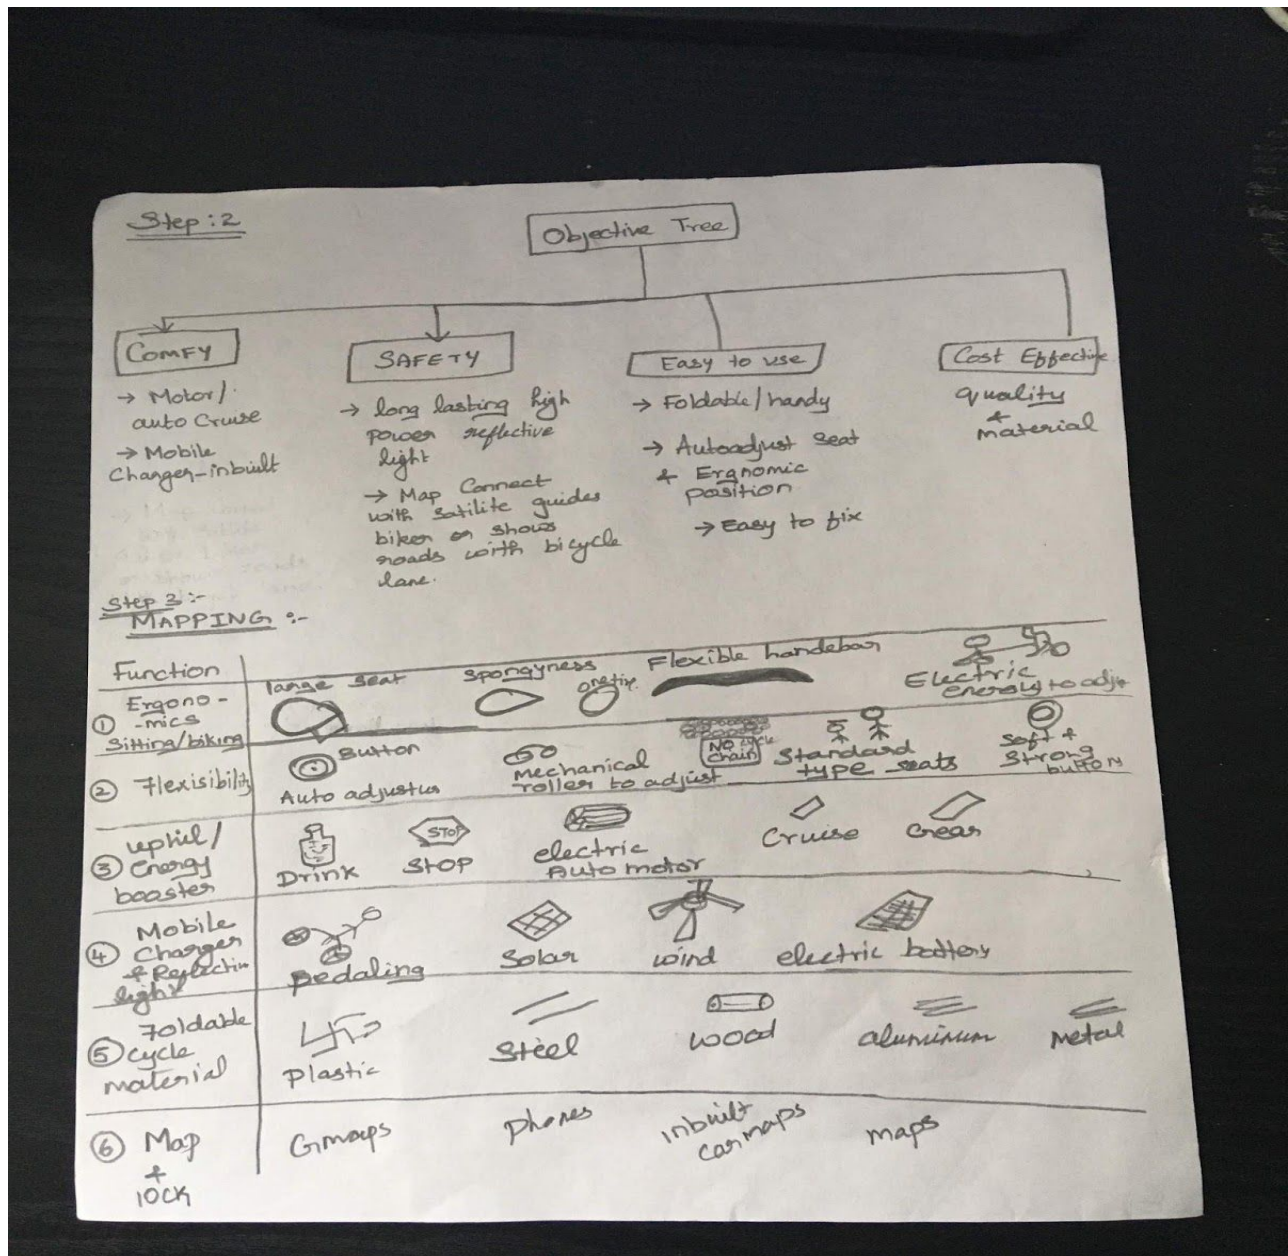 Step: 2
Objective Tree
COMFY
→ Motor/
auto Cruise
→ Mobile
Charger-inbuilt
SAFETY
→ long lasting high
power reflective
light
→ Map Connect
with Satilite guides
biker or shows
roads with bicycle
lane.
Easy to use
→ Foldable/handy
→ Autoadjust Seat
& Ergnomic
position
→ Easy to fix
Cost Effective
quality
&
material
Step 3:-
MAPPING :-
Function
① Ergono-
-mics
Sitting/biking
large seat
Spongyness
Flexible handebar
Electric
energy to adj
② Flexisibility
Button
Auto adjustus
Mechanical
roller to adjust
NO cycle
chain
Standard
type seats
Soft &
Strong
button
③ uphil/
energy
booster
Drink
STOP
STOP
electric
Auto motor
Cruise
Gear
④ Mobile
Charger
& Reflectin
light
pedaling
Solar
wind
electric battery
⑤ Foldable
cycle
material
plastic
Steel
wood
aluminum
Metal
⑥ Map
&
lock
Gmaps
phones
inbuilt
carmaps
maps